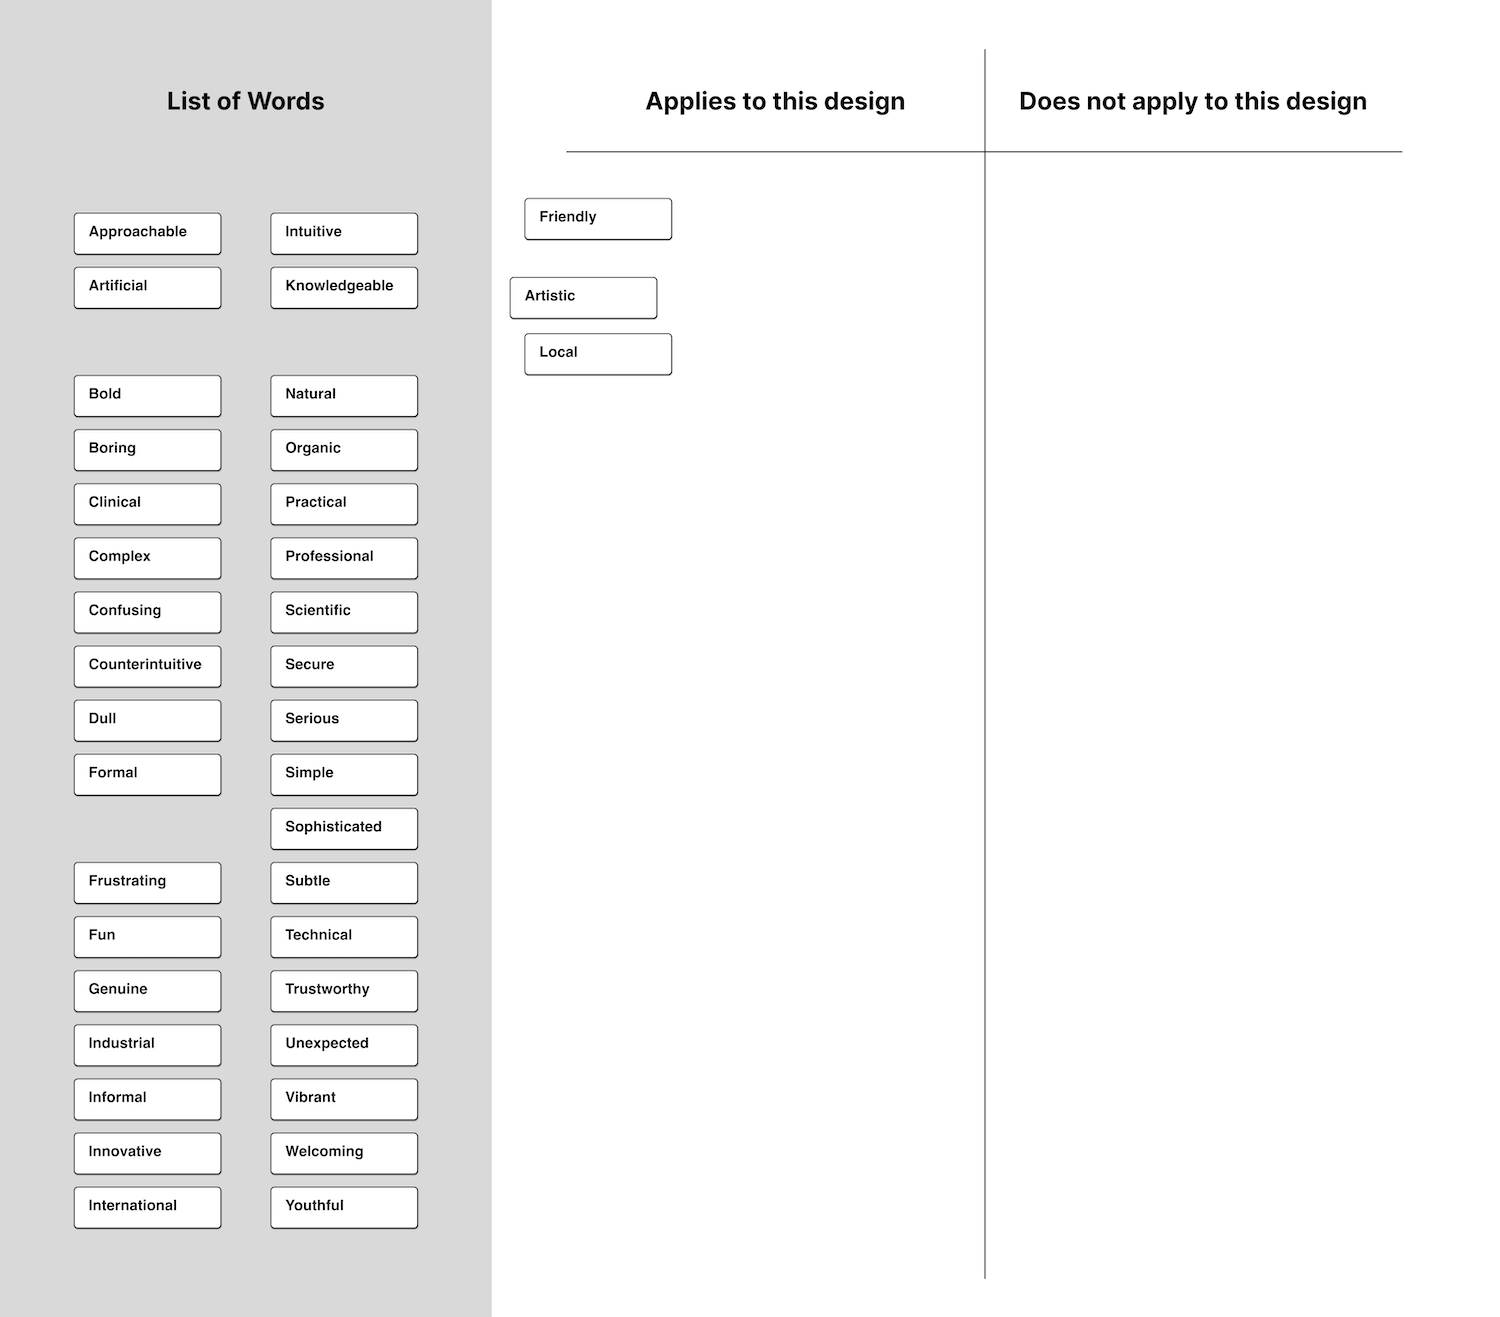 List of Words
Applies to this design
Does not apply to this design
Approachable
Intuitive
Artificial
Knowledgeable
Bold
Natural
Boring
Organic
Clinical
Practical
Complex
Professional
Confusing
Scientific
Counterintuitive
Secure
Dull
Serious
Formal
Simple
Sophisticated
Frustrating
Subtle
Fun
Technical
Genuine
Trustworthy
Industrial
Unexpected
Informal
Vibrant
Innovative
Welcoming
International
Youthful
Friendly
Artistic
Local